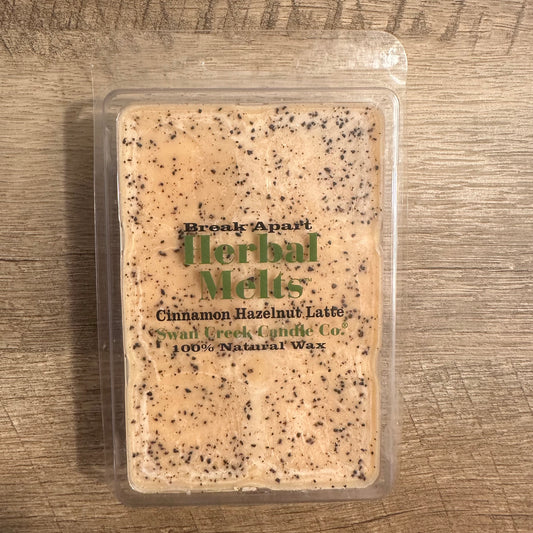 Break Apart
Herbal
Melts
Cinnamon Hazelnut Latte
Swan Creek Candle Co.®
100% Natural Wax